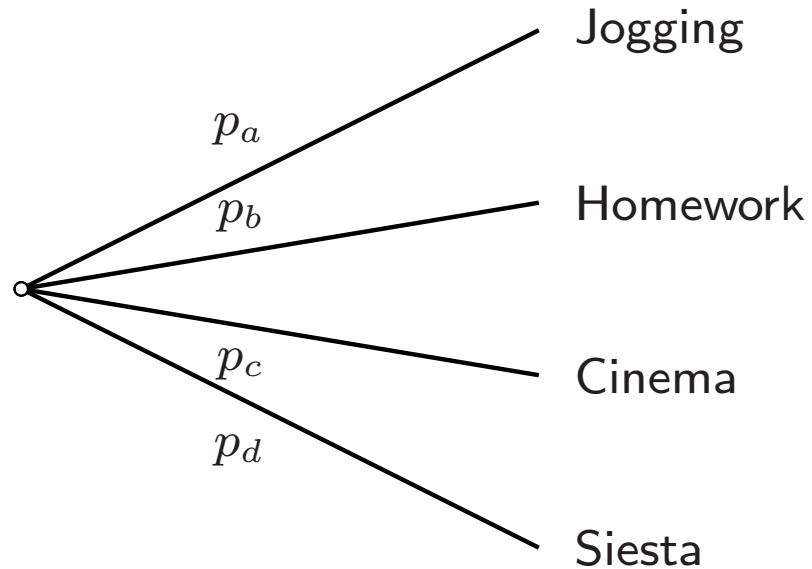 Jogging
p_a
p_b
Homework
p_c
Cinema
p_d
Siesta